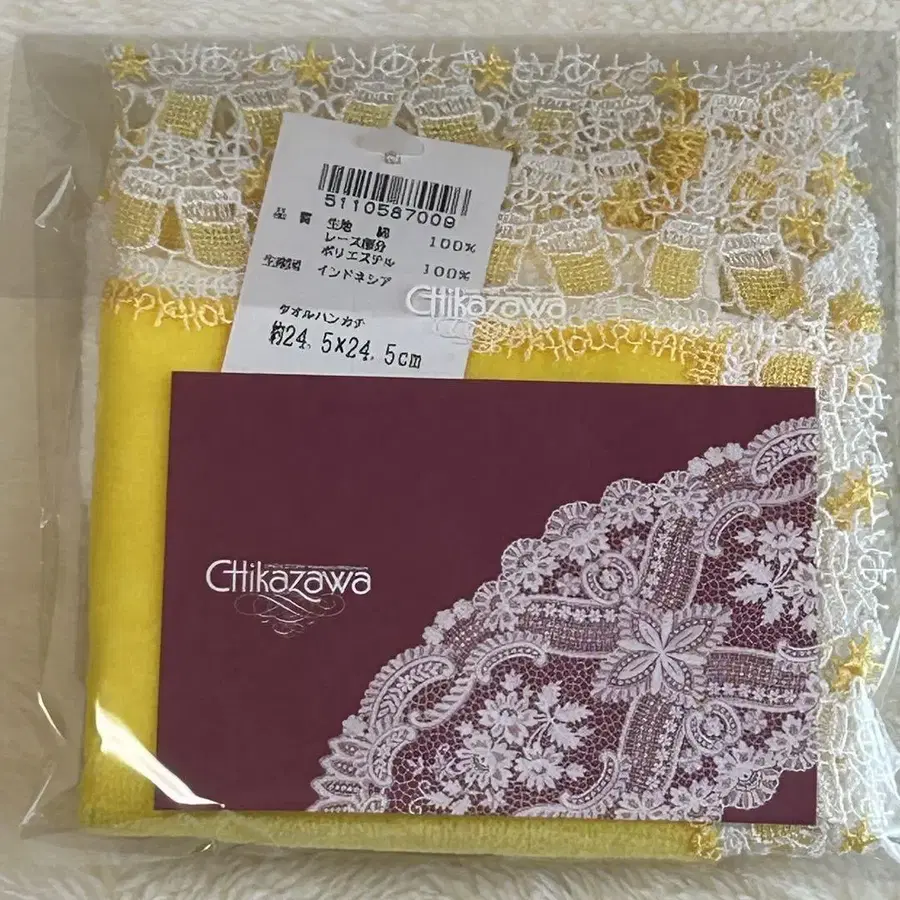 5110587009
品 質 生地 綿 100%
レース部分
ポリエステル 100%
生産国 インドネシア
タオルハンカチ
約24.5×24.5cm
CHikazawa
CHikazawa